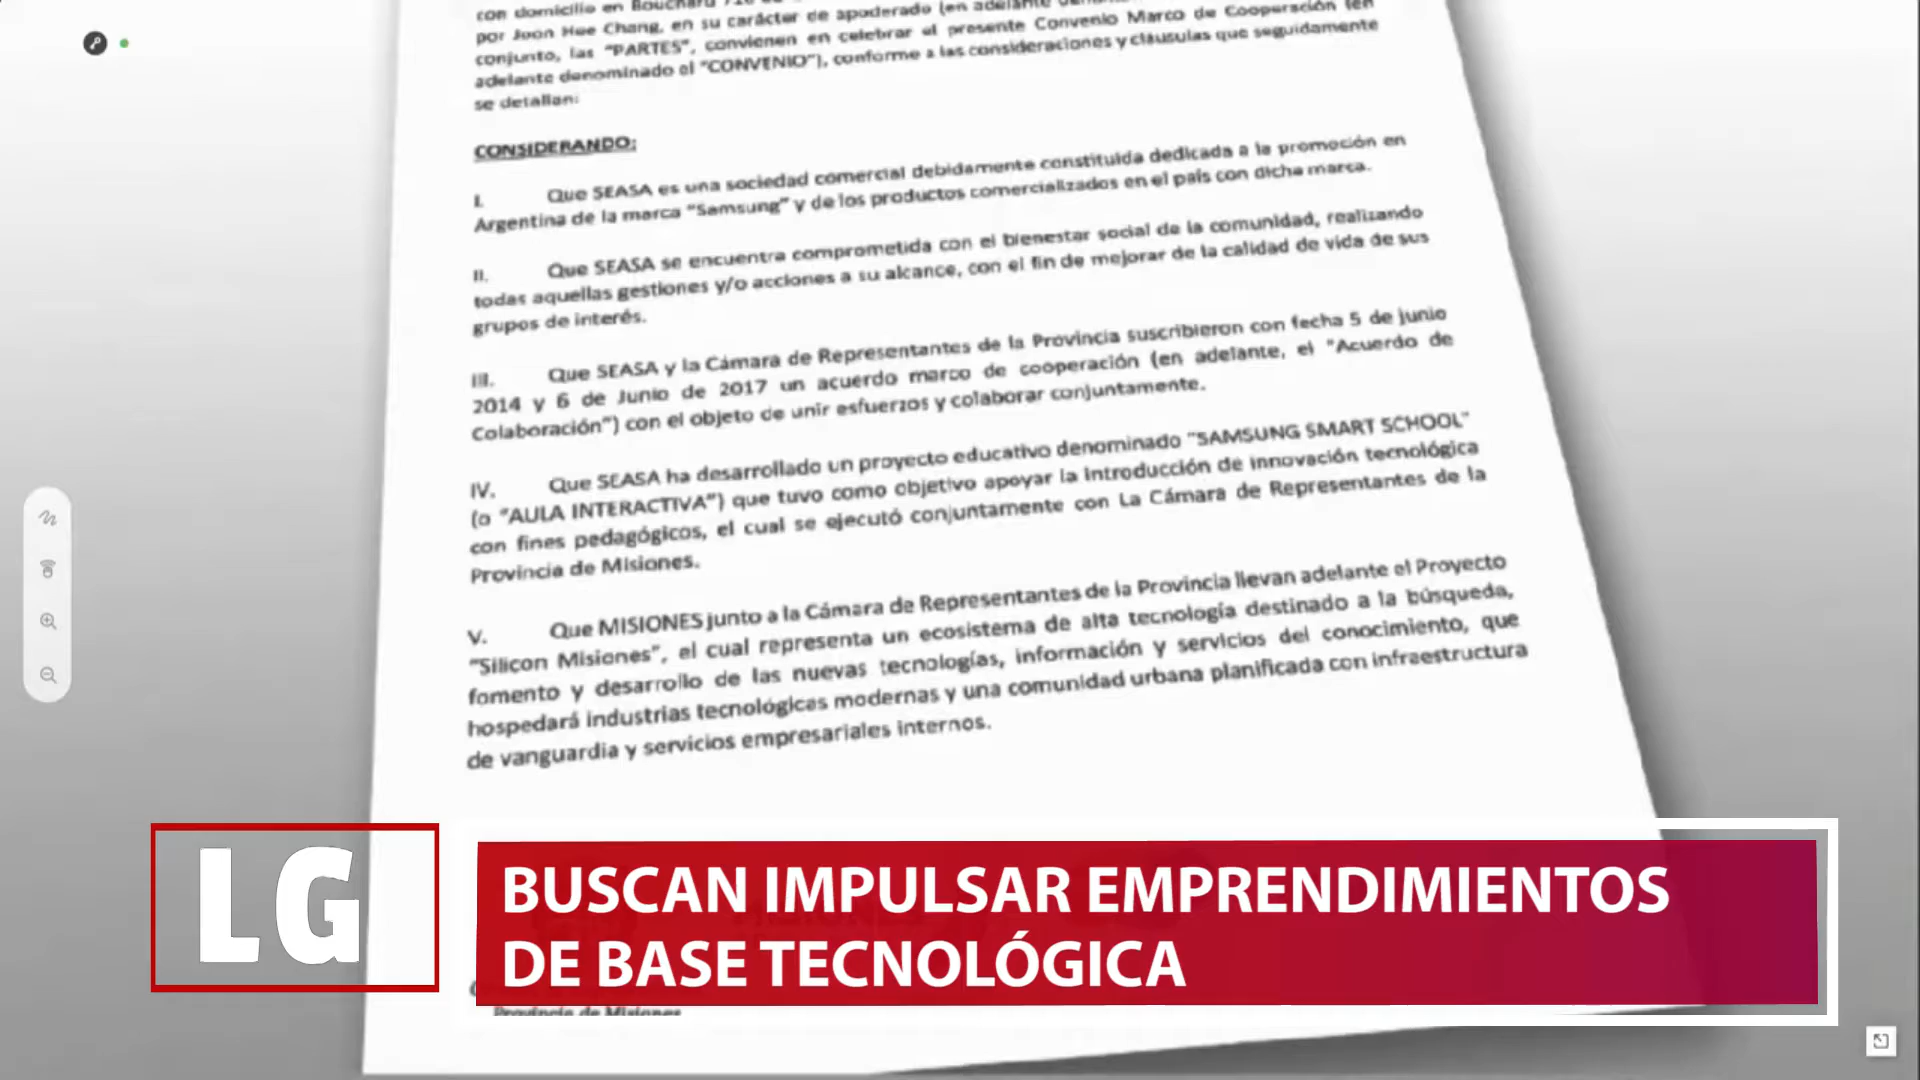 con domicilio en Bouchard
por Joon Hee Chang, en su carácter de apoderado (en adelante
conjunto, las "PARTES", convienen en celebrar el presente Convenio Marco de Cooperación (en
adelante denominado el "CONVENIO"), conforme a las consideraciones y cláusulas que seguidamente
se detallan:
CONSIDERANDO:
I. Que SEASA es una sociedad comercial debidamente constituida dedicada a la promoción en
Argentina de la marca "Samsung" y de los productos comercializados en el país con dicha marca.
II. Que SEASA se encuentra comprometida con el bienestar social de la comunidad, realizando
todas aquellas gestiones y/o acciones a su alcance, con el fin de mejorar de la calidad de vida de sus
grupos de interés.
III. Que SEASA y la Cámara de Representantes de la Provincia suscribieron con fecha 5 de junio
2014 y 6 de Junio de 2017 un acuerdo marco de cooperación (en adelante, el "Acuerdo de
Colaboración") con el objeto de unir esfuerzos y colaborar conjuntamente.
IV. Que SEASA ha desarrollado un proyecto educativo denominado "SAMSUNG SMART SCHOOL"
(o "AULA INTERACTIVA") que tuvo como objetivo apoyar la introducción de innovación tecnológica
con fines pedagógicos, el cual se ejecutó conjuntamente con La Cámara de Representantes de la
Provincia de Misiones.
V. Que MISIONES junto a la Cámara de Representantes de la Provincia llevan adelante el Proyecto
"Silicon Misiones", el cual representa un ecosistema de alta tecnología destinado a la búsqueda,
fomento y desarrollo de las nuevas tecnologías, información y servicios del conocimiento, que
hospedará industrias tecnológicas modernas y una comunidad urbana planificada con infraestructura
de vanguardia y servicios empresariales internos.
LG
BUSCAN IMPULSAR EMPRENDIMIENTOS
DE BASE TECNOLÓGICA
Provincia de Misiones